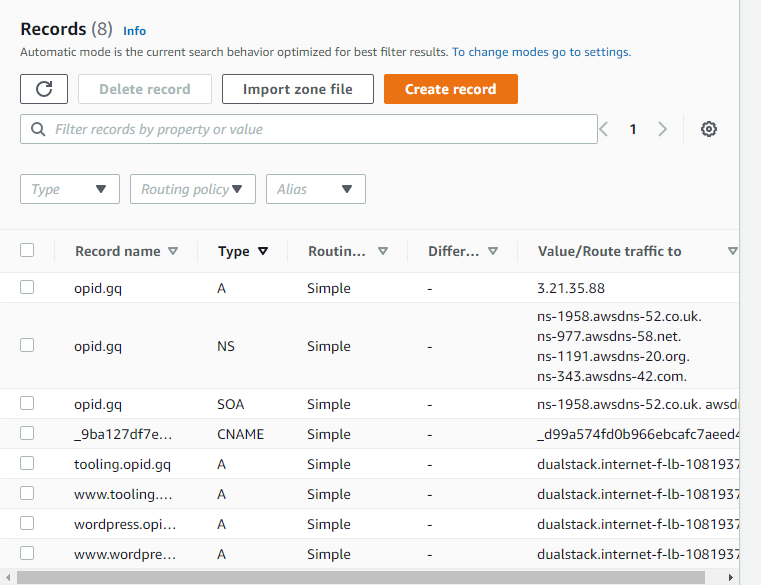 Records (8) Info
Automatic mode is the current search behavior optimized for best filter results. To change modes go to settings.
Delete record Import zone file Create record
Filter records by property or value 1
Type Routing policy Alias
Record name Type Routin... Differ... Value/Route traffic to
opid.gq A Simple - 3.21.35.88
opid.gq NS Simple - ns-1958.awsdns-52.co.uk.
ns-977.awsdns-58.net.
ns-1191.awsdns-20.org.
ns-343.awsdns-42.com.
opid.gq SOA Simple - ns-1958.awsdns-52.co.uk. awsd
_9ba127df7e... CNAME Simple - _d99a574fd0b966ebcafc7aeed4
tooling.opid.gq A Simple - dualstack.internet-f-lb-1081937
www.tooling.... A Simple - dualstack.internet-f-lb-1081937
wordpress.opi... A Simple - dualstack.internet-f-lb-1081937
www.wordpre... A Simple - dualstack.internet-f-lb-1081937